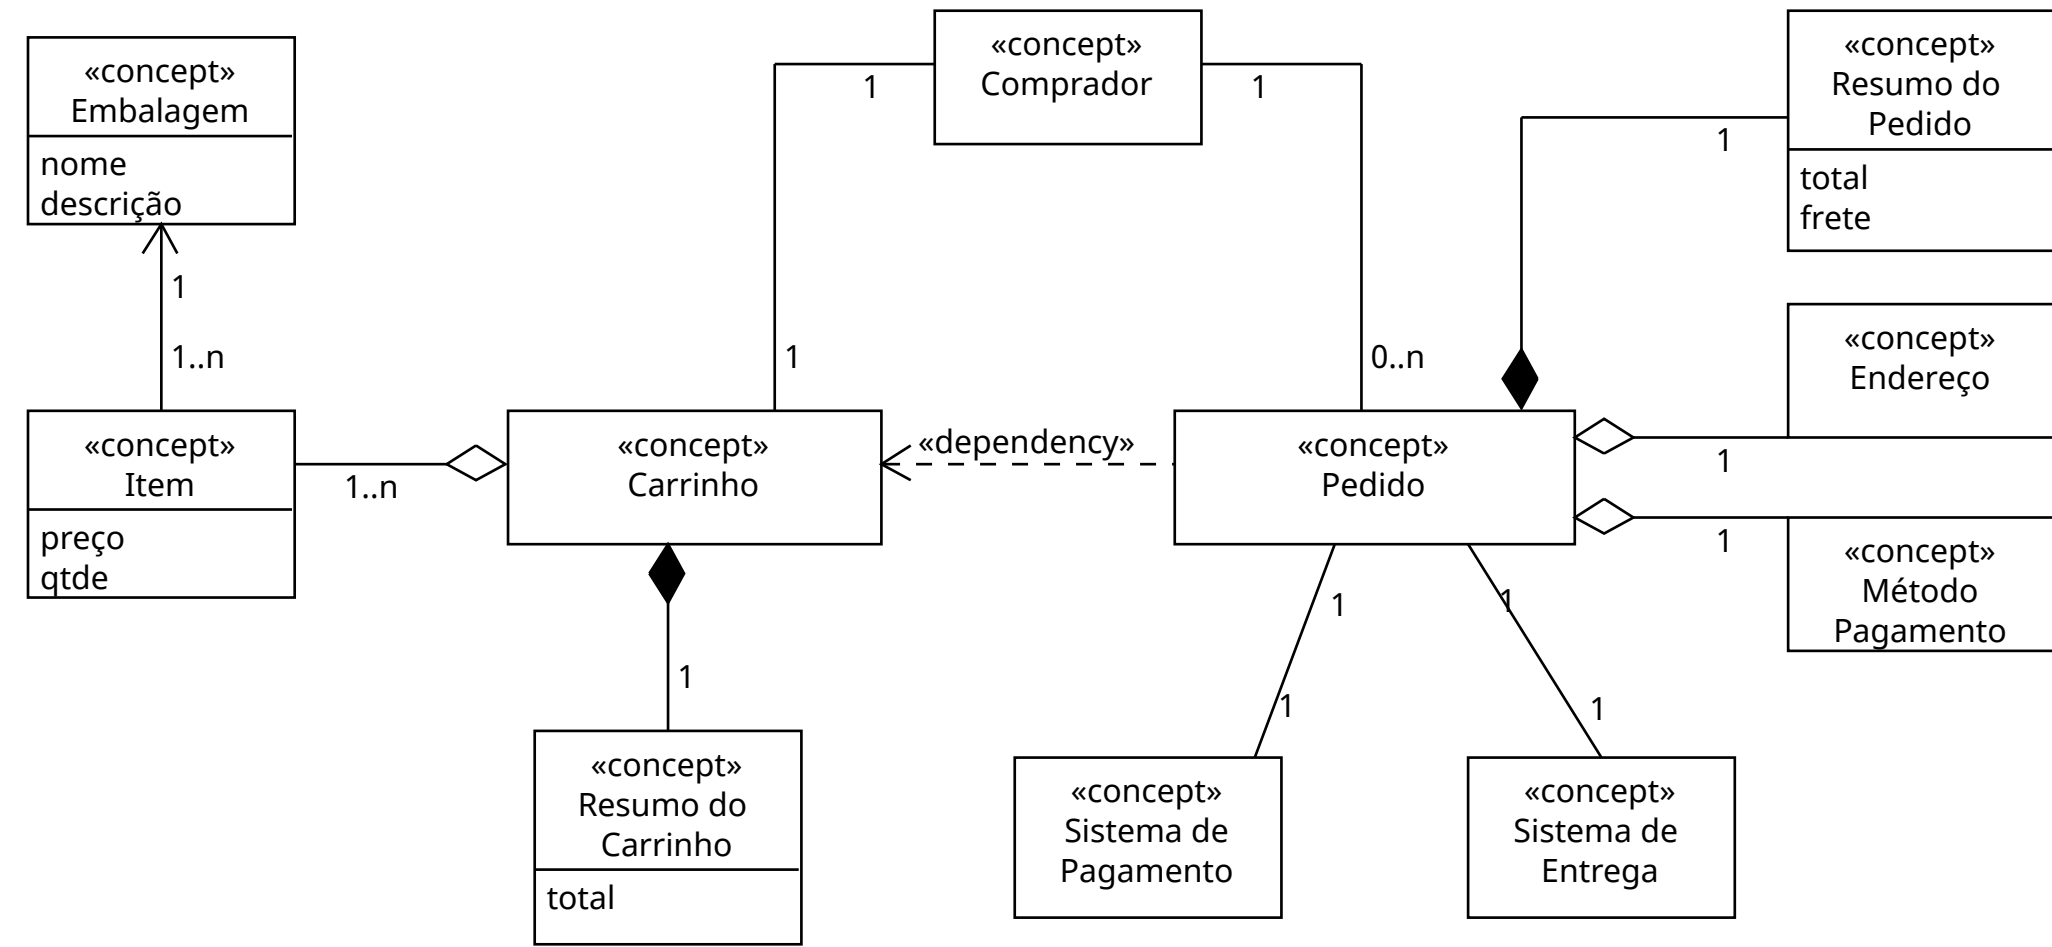 «concept»
Embalagem
nome
descrição
1
1..n
«concept»
Item
preço
qtde
1..n
«concept»
Comprador
1
1
1
0..n
«concept»
Carrinho
«dependency»
«concept»
Pedido
1
«concept»
Resumo do
Carrinho
total
1
1
«concept»
Sistema de
Pagamento
1
1
«concept»
Sistema de
Entrega
1
«concept»
Resumo do
Pedido
total
frete
«concept»
Endereço
1
1
«concept»
Método
Pagamento